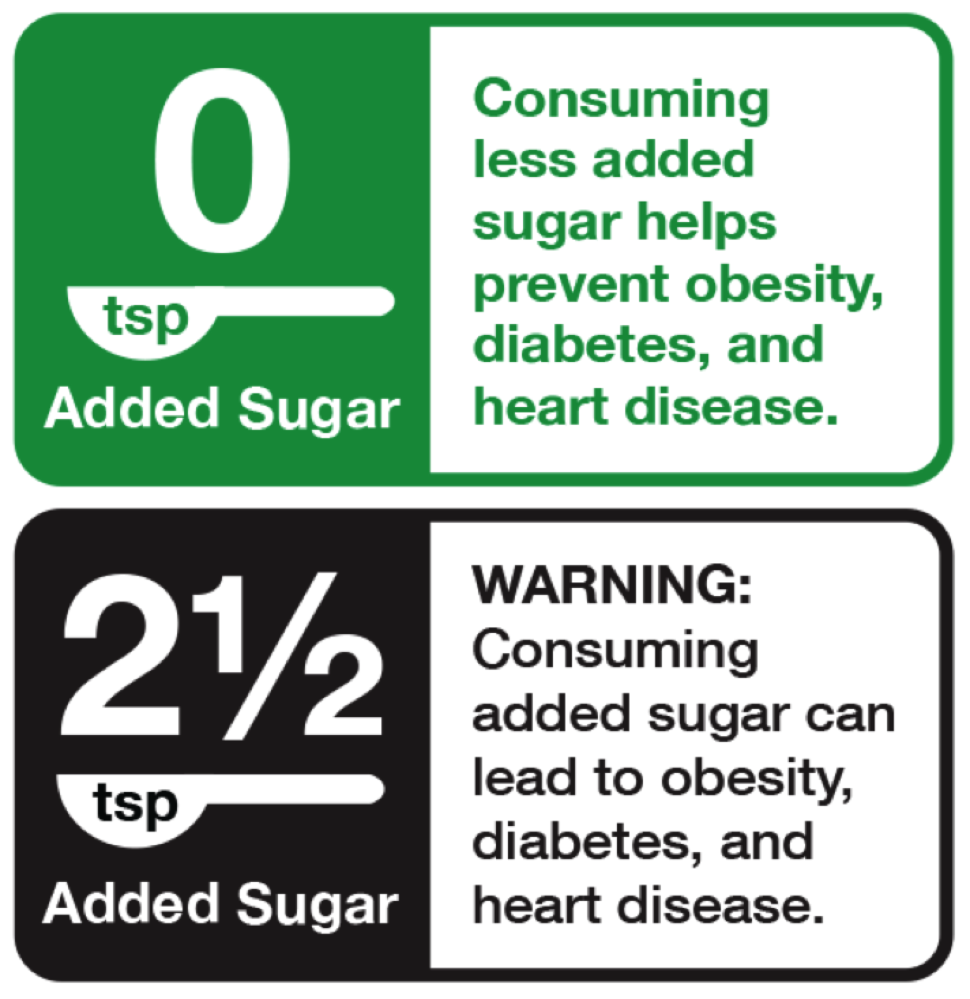 0
tsp
Added Sugar
Consuming
less added
sugar helps
prevent obesity,
diabetes, and
heart disease.
2½
tsp
Added Sugar
WARNING:
Consuming
added sugar can
lead to obesity,
diabetes, and
heart disease.